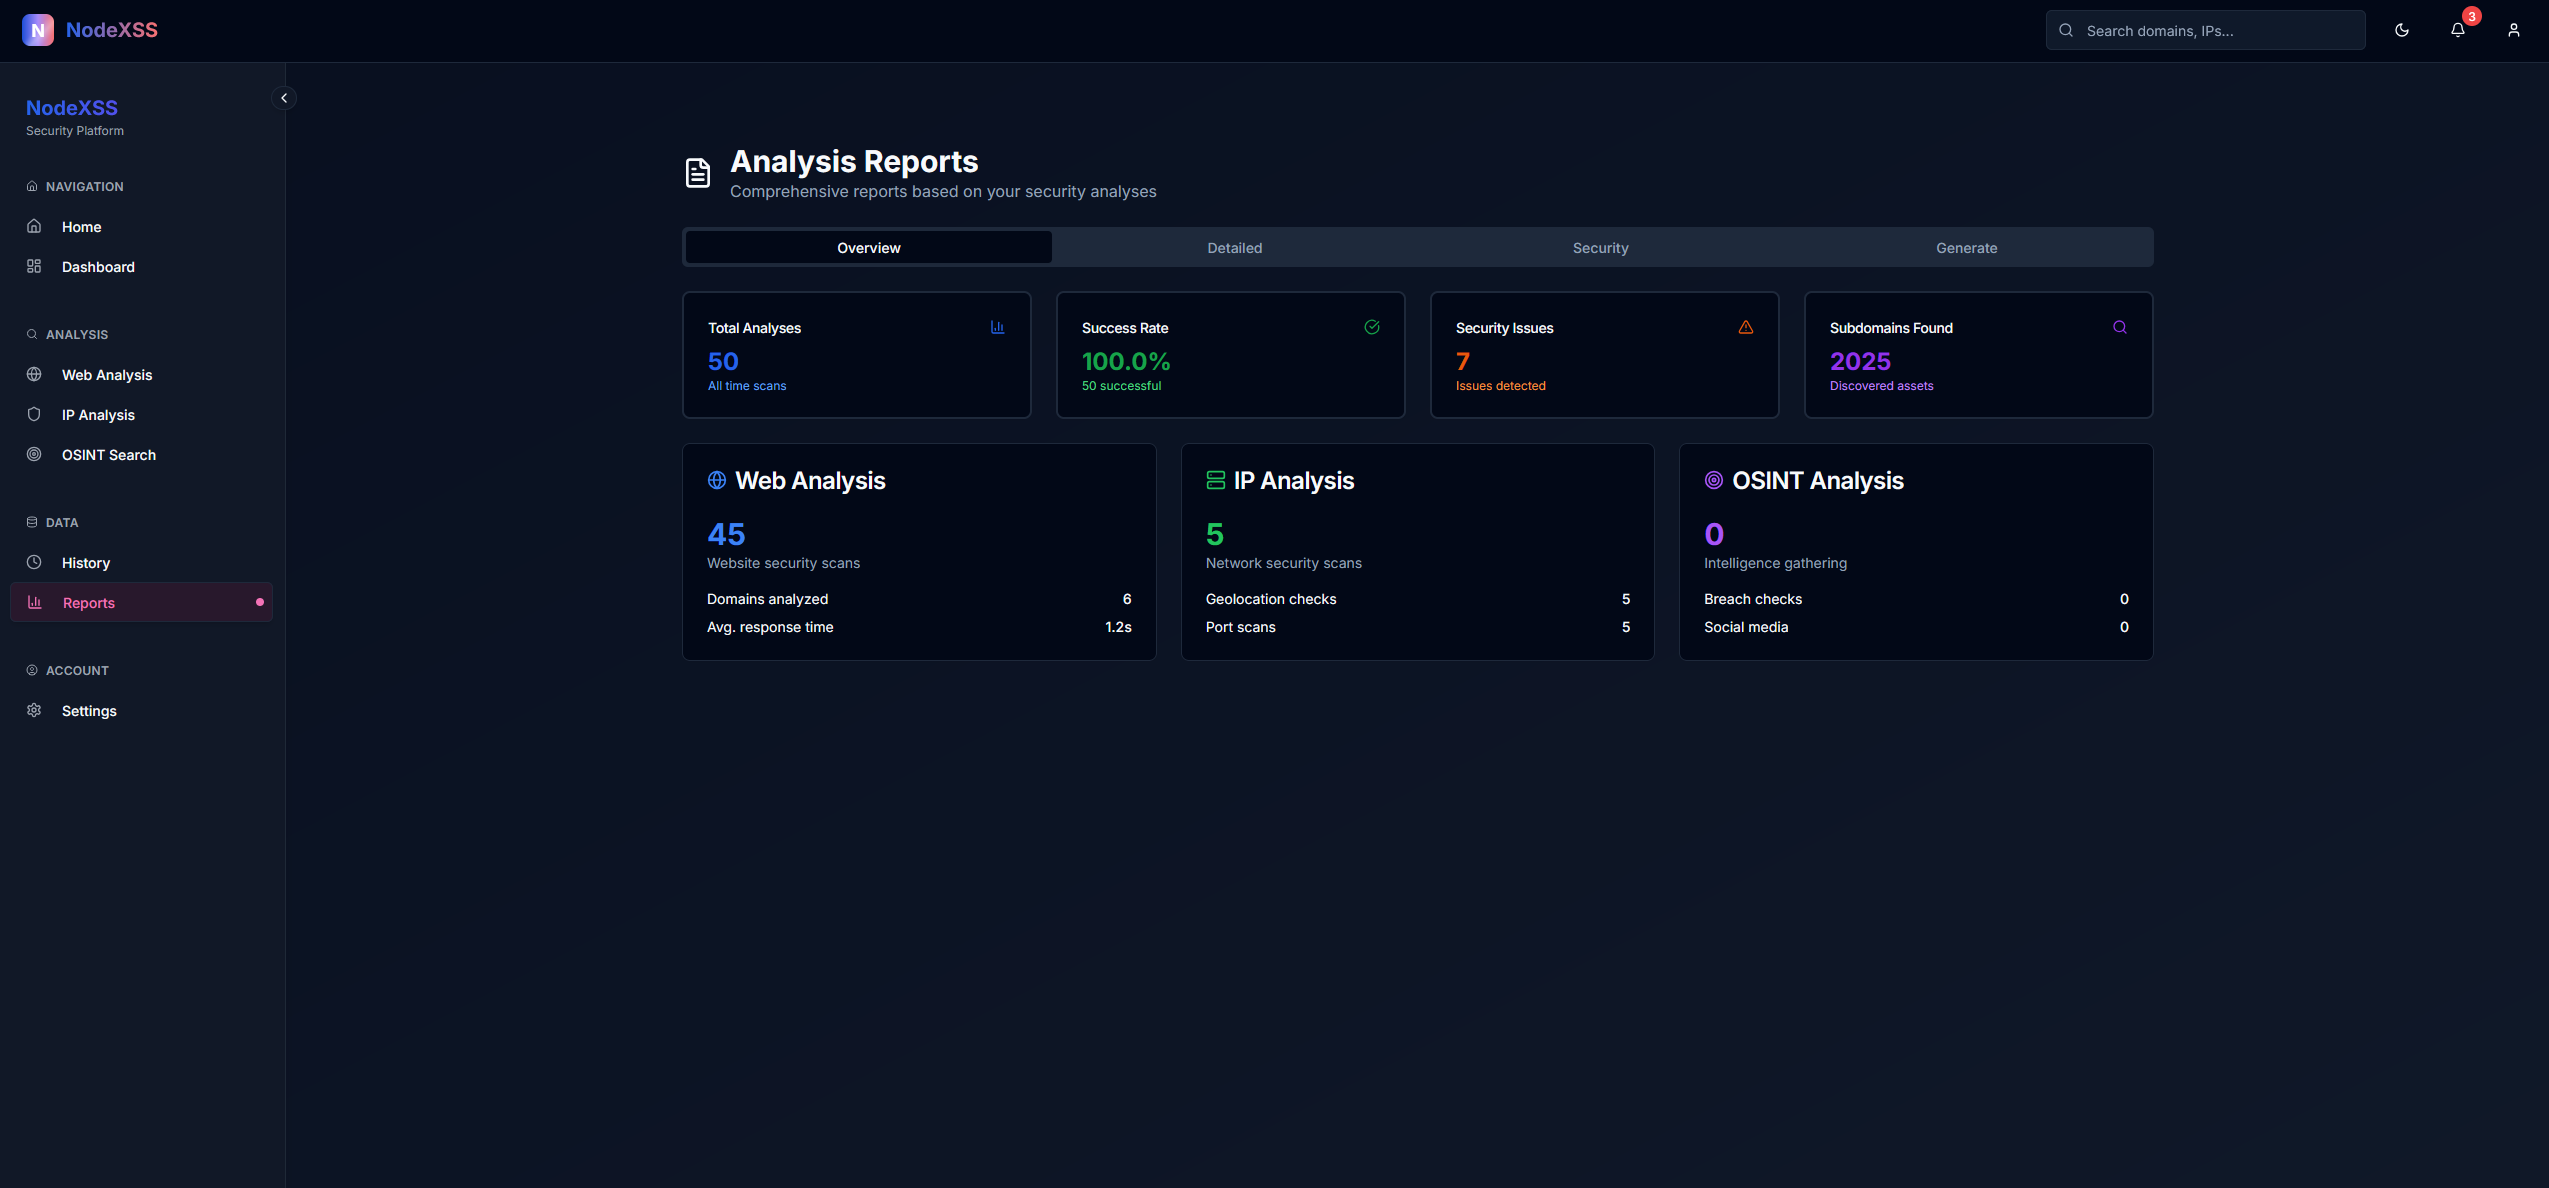 N NodeXSS
Search domains, IPs...
3
NodeXSS
Security Platform
NAVIGATION
Home
Dashboard
ANALYSIS
Web Analysis
IP Analysis
OSINT Search
DATA
History
Reports
ACCOUNT
Settings
Analysis Reports
Comprehensive reports based on your security analyses
Overview Detailed Security Generate
Total Analyses
50
All time scans
Success Rate
100.0%
50 successful
Security Issues
7
Issues detected
Subdomains Found
2025
Discovered assets
Web Analysis
45
Website security scans
Domains analyzed 6
Avg. response time 1.2s
IP Analysis
5
Network security scans
Geolocation checks 5
Port scans 5
OSINT Analysis
0
Intelligence gathering
Breach checks 0
Social media 0